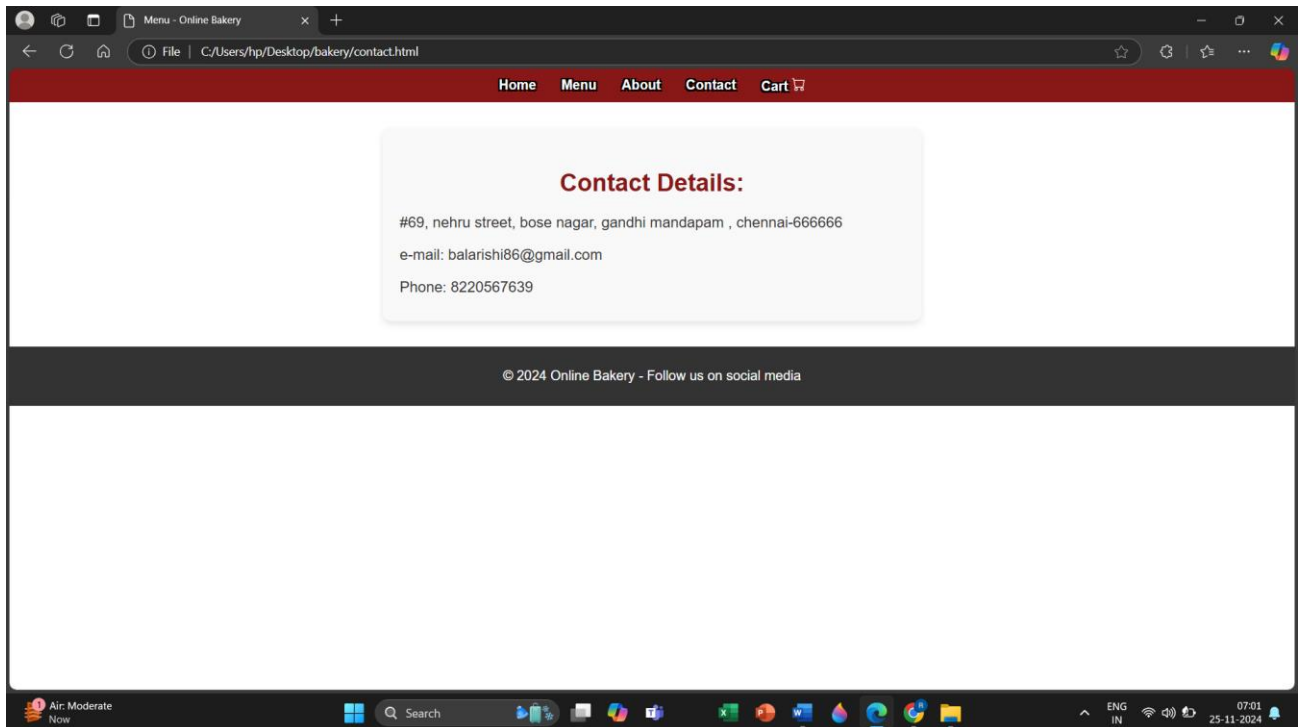 Menu - Online Bakery
File | C:/Users/hp/Desktop/bakery/contact.html
Home Menu About Contact Cart
Contact Details:
#69, nehru street, bose nagar, gandhi mandapam , chennai-666666
e-mail: balarishi86@gmail.com
Phone: 8220567639
© 2024 Online Bakery - Follow us on social media
1 Air: Moderate
Now
Search
ENG
IN
07:01
25-11-2024